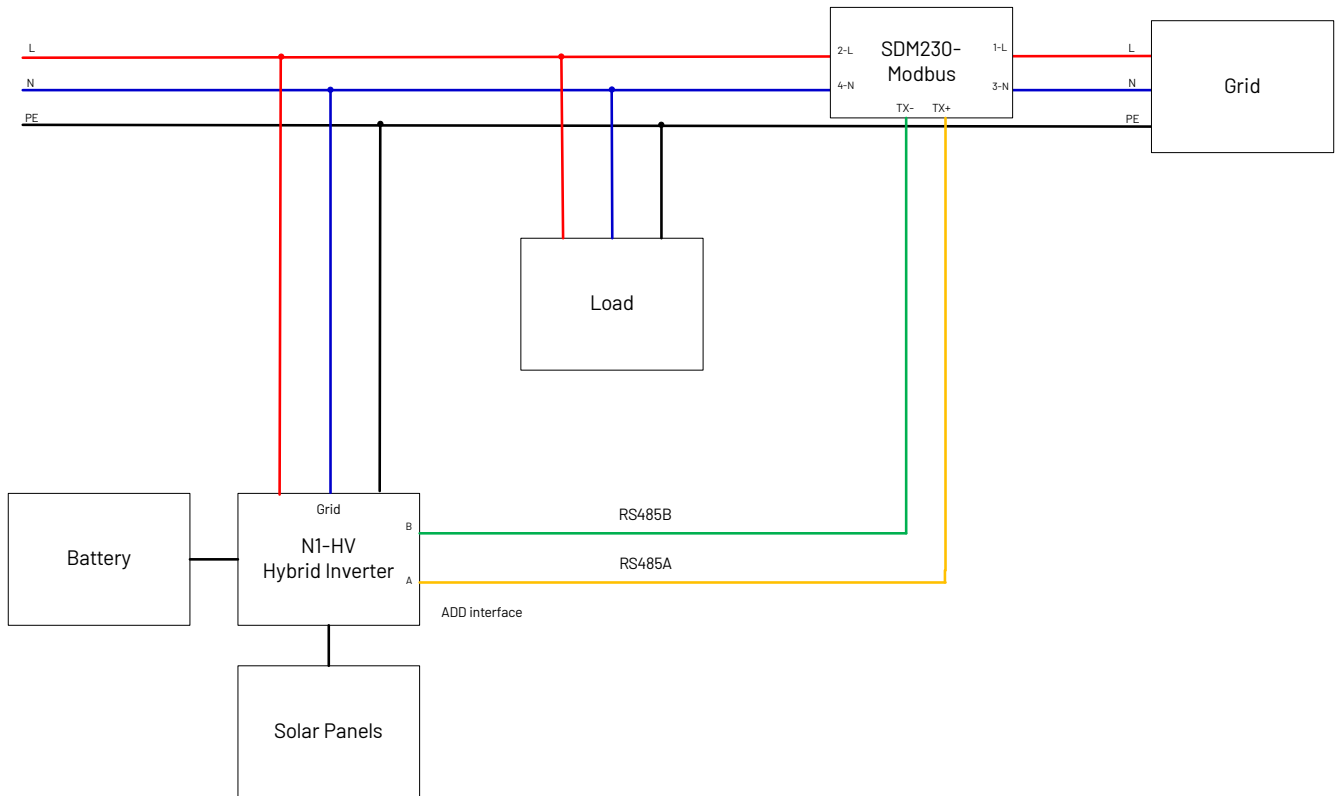 L
N
PE
2-L
4-N
SDM230-
Modbus
1-L
3-N
TX-
TX+
L
N
PE
Grid
Load
Battery
Grid
N1-HV
Hybrid Inverter
B
A
RS485B
RS485A
ADD interface
Solar Panels